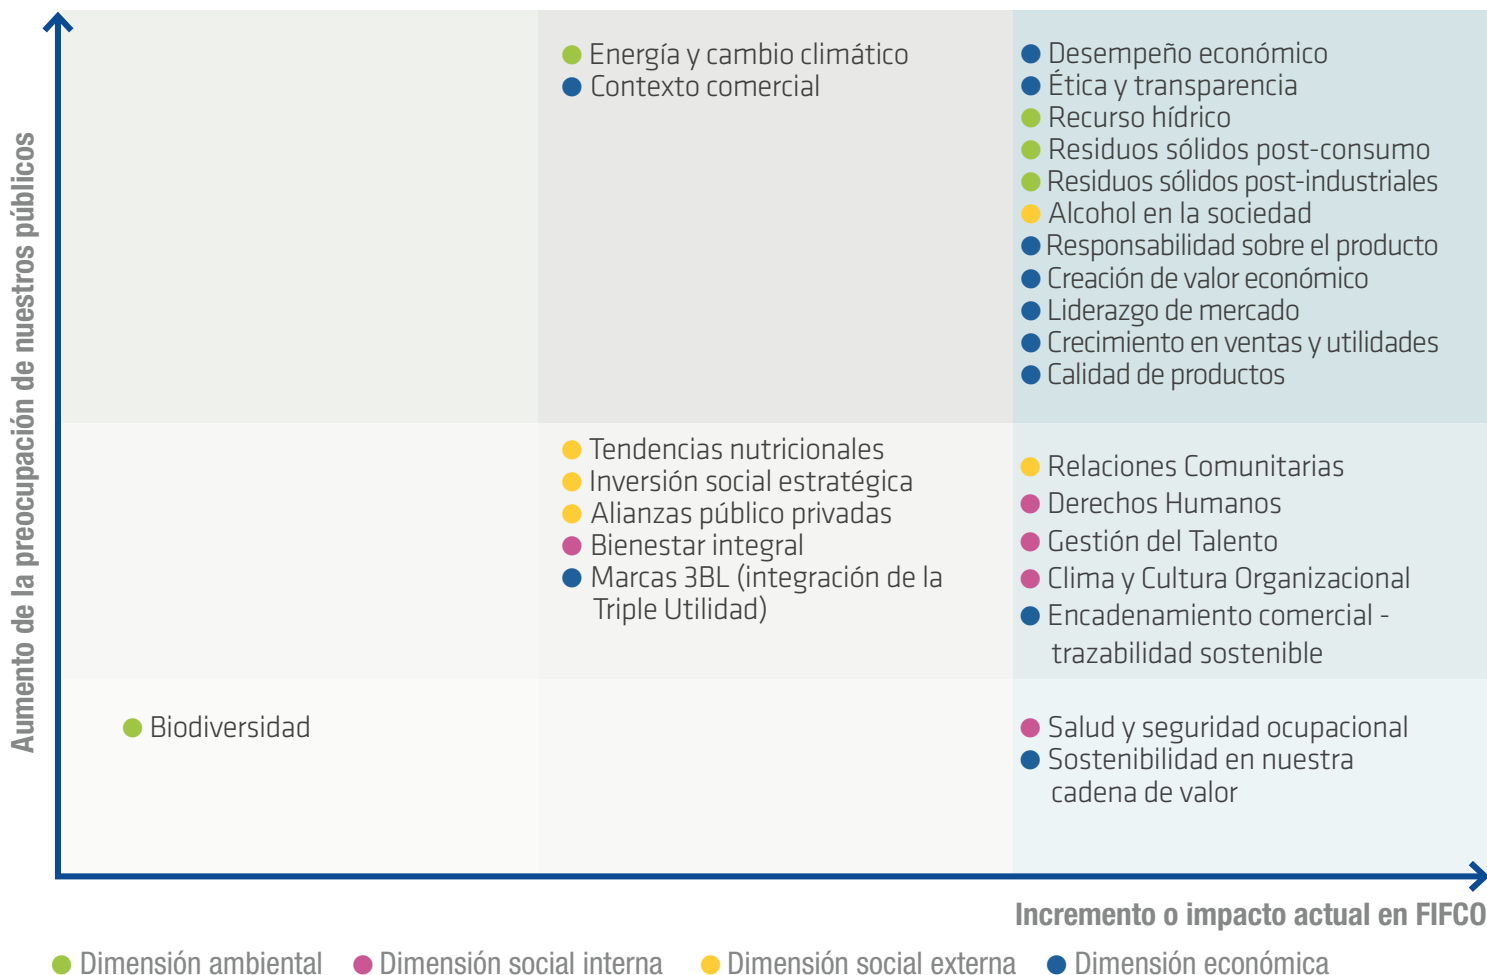 Aumento de la preocupación de nuestros públicos
Energía y cambio climático
Contexto comercial
Desempeño económico
Ética y transparencia
Recurso hídrico
Residuos sólidos post-consumo
Residuos sólidos post-industriales
Alcohol en la sociedad
Responsabilidad sobre el producto
Creación de valor económico
Liderazgo de mercado
Crecimiento en ventas y utilidades
Calidad de productos
Tendencias nutricionales
Inversión social estratégica
Alianzas público privadas
Bienestar integral
Marcas 3BL (integración de la
Triple Utilidad)
Relaciones Comunitarias
Derechos Humanos
Gestión del Talento
Clima y Cultura Organizacional
Encadenamiento comercial -
trazabilidad sostenible
Biodiversidad
Salud y seguridad ocupacional
Sostenibilidad en nuestra
cadena de valor
Incremento o impacto actual en FIFCO
Dimensión ambiental
Dimensión social interna
Dimensión social externa
Dimensión económica